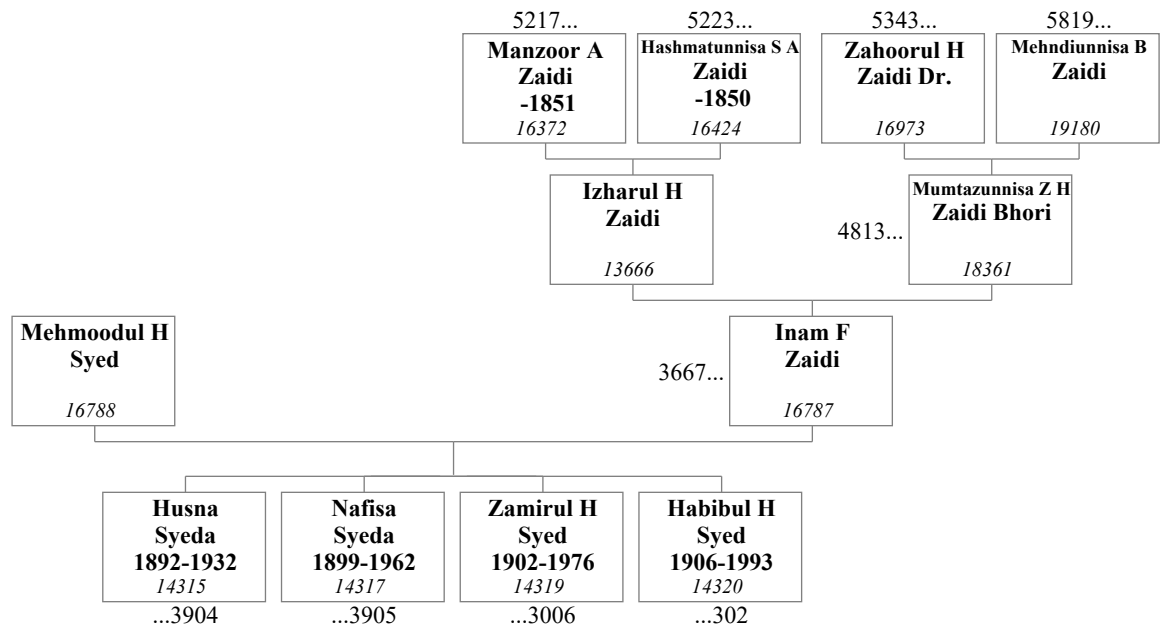 5217...
5223...
5343...
5819...
Manzoor A
Zaidi
-1851
16372
Hashmatunnisa S A
Zaidi
-1850
16424
Zahoorul H
Zaidi Dr.
16973
Mehndiunnisa B
Zaidi
19180
Izharul H
Zaidi
13666
4813...
Mumtazunnisa Z H
Zaidi Bhori
18361
Mehmoodul H
Syed
16788
3667...
Inam F
Zaidi
16787
Husna
Syeda
1892-1932
14315
...3904
Nafisa
Syeda
1899-1962
14317
...3905
Zamirul H
Syed
1902-1976
14319
...3006
Habibul H
Syed
1906-1993
14320
...302